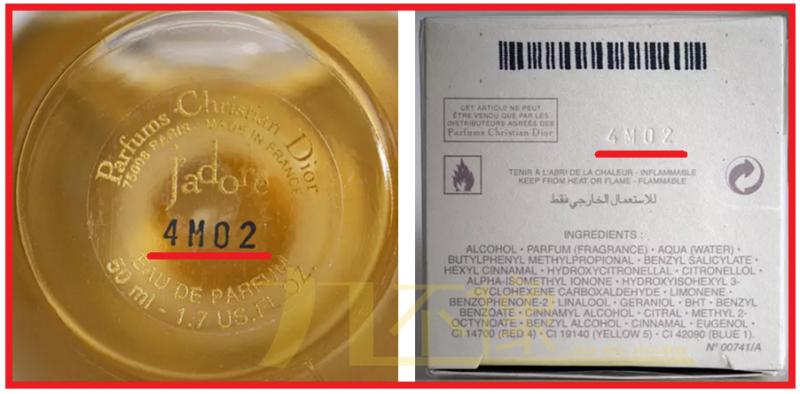 Parfums Christian Dior
75008 PARIS - MADE IN FRANCE
J'adore
4M02
EAU DE PARFUM
50 ml - 1.7 US.FL.OZ
CET ARTICLE NE PEUT
ÊTRE VENDU QUE PAR LES
DISTRIBUTEURS AGRÉÉS DES
Parfums Christian Dior
4M02
TENIR À L'ABRI DE LA CHALEUR - INFLAMMABLE
KEEP FROM HEAT OR FLAME - FLAMMABLE
للاستعمال الخارجي فقط
INGREDIENTS :
ALCOHOL • PARFUM (FRAGRANCE) • AQUA (WATER) •
BUTYLPHENYL METHYLPROPIONAL • BENZYL SALICYLATE •
HEXYL CINNAMAL • HYDROXYCITRONELLAL • CITRONELLOL •
ALPHA-ISOMETHYL IONONE • HYDROXYISOHEXYL 3-
CYCLOHEXENE CARBOXALDEHYDE • LIMONENE •
BENZOPHENONE-2 • LINALOOL • GERANIOL • BHT • BENZYL
BENZOATE • CINNAMYL ALCOHOL • CITRAL • METHYL 2-
OCTYNOATE • BENZYL ALCOHOL • CINNAMAL • EUGENOL •
CI 14700 (RED 4) • CI 19140 (YELLOW 5) • CI 42090 (BLUE 1).
N° 00741/A